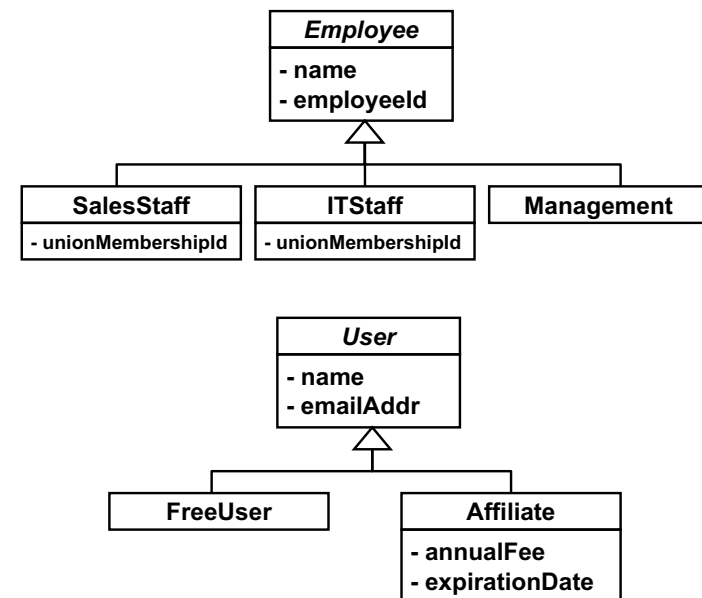 Employee
- name
- employeeId
SalesStaff
- unionMembershipId
ITStaff
- unionMembershipId
Management
User
- name
- emailAddr
FreeUser
Affiliate
- annualFee
- expirationDate